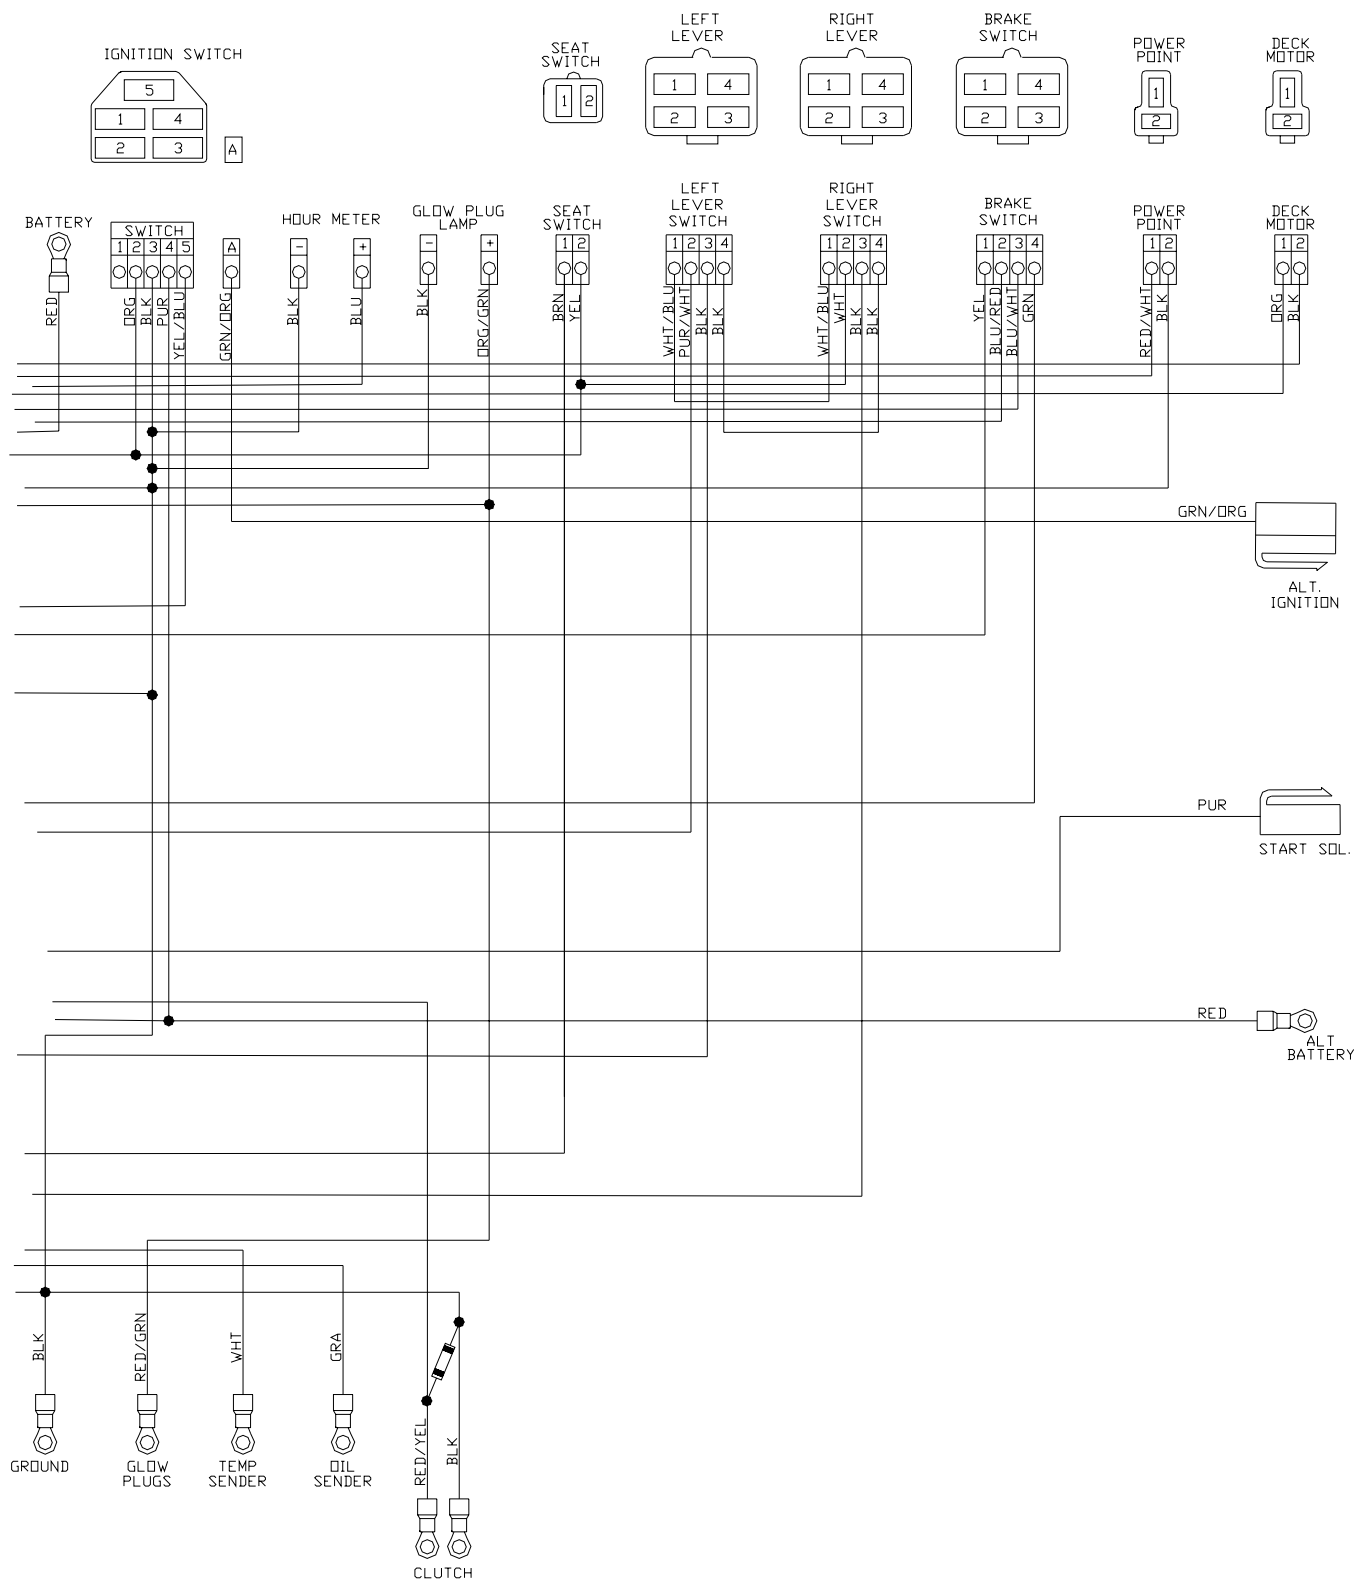 LEFT
LEVER
RIGHT
LEVER
BRAKE
SWITCH
IGNITION SWITCH
SEAT
SWITCH
POWER
POINT
DECK
MOTOR
5
1 4
2 3
A
1 2
1 4
2 3
1 4
2 3
1 4
2 3
1
2
1
2
BATTERY
SWITCH
1 2 3 4 5
A
HOUR METER
- +
GLOW PLUG
LAMP
- +
SEAT
SWITCH
1 2
LEFT
LEVER
SWITCH
1 2 3 4
RIGHT
LEVER
SWITCH
1 2 3 4
BRAKE
SWITCH
1 2 3 4
POWER
POINT
1 2
DECK
MOTOR
1 2
RED
ORG
BLK
PUR
YEL/BLU
GRN/ORG
BLK
BLU
BLK
ORG/GRN
BRN
YEL
WHT/BLU
PUR/WHT
BLK
BLK
WHT/BLU
WHT
BLK
BLK
YEL
BLU/RED
BLU/WHT
GRN
RED/WHT
BLK
ORG
BLK
GRN/ORG
ALT.
IGNITION
PUR
START SOL.
RED
ALT
BATTERY
BLK
RED/GRN
WHT
GRA
RED/YEL
BLK
GROUND
GLOW
PLUGS
TEMP
SENDER
OIL
SENDER
CLUTCH